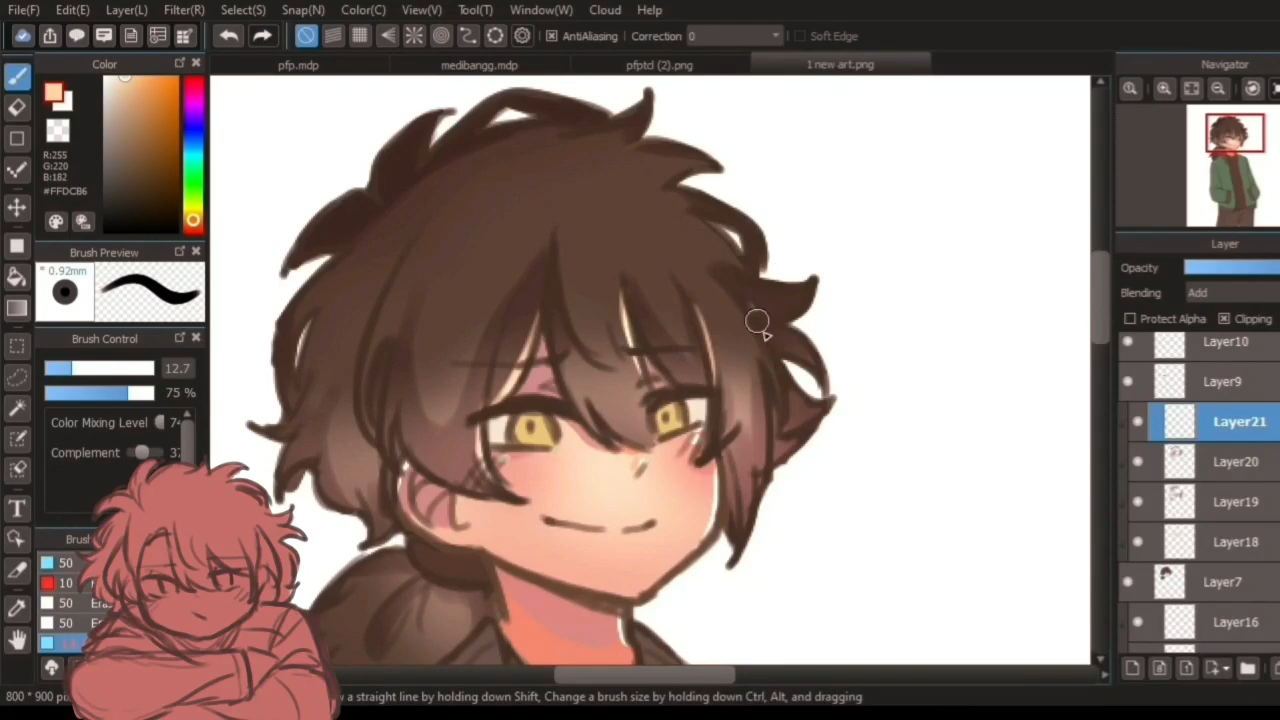 File(F) Edit(E) Layer(L) Filter(R) Select(S) Snap(N) Color(C) View(V) Tool(T) Window(W) Cloud Help
AntiAliasing Correction 0 Soft Edge
Color
pfp.mdp
medibangg.mdp
pfptcl (2).png
1 new art.png
Navigator
R:255
G:220
B:182
#FFDCB6
Brush Preview
* 0.92mm
Brush Control
12.7
75 %
Color Mixing Level
Complement
50
10
50
50
Layer
Opacity
Blending Add
Protect Alpha Clipping
Layer10
Layer9
Layer21
Layer20
Layer19
Layer18
Layer7
Layer16
T
800 * 900
a straight line by holding down Shift, Change a brush size by holding down Ctrl, Alt, and dragging